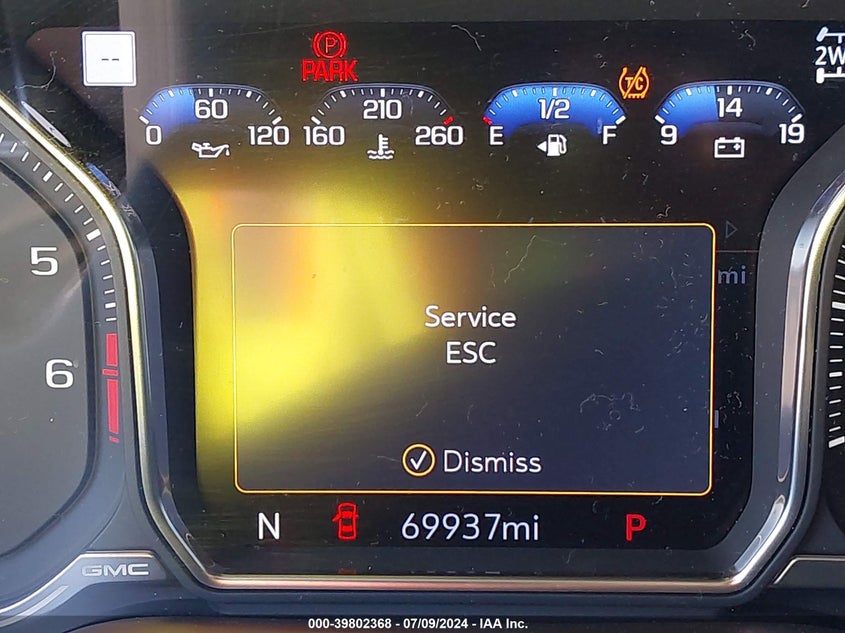 --
P
PARK
2W
60
0 120
210
160 260
1/2
E F
T/C
14
9 19
5
6
mi
Service
ESC
Dismiss
N 69937mi P
GMC
000-39802368 - 07/09/2024 - IAA Inc.